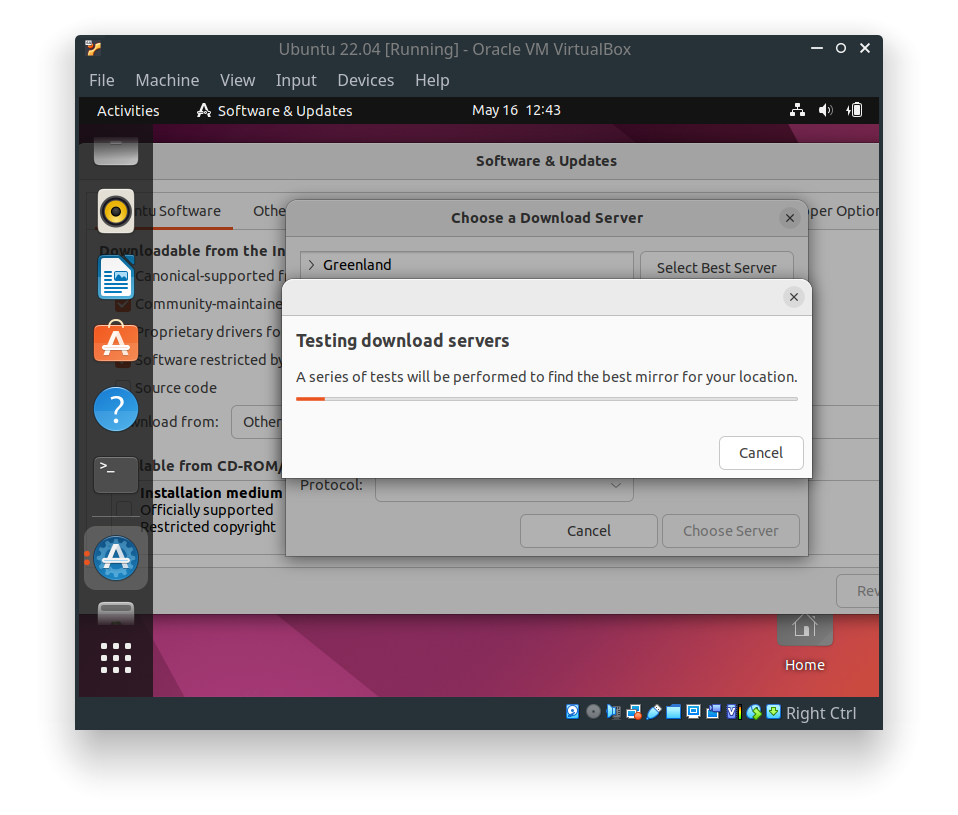 Ubuntu 22.04 [Running] - Oracle VM VirtualBox
File Machine View Input Devices Help
Activities Software & Updates May 16 12:43
Software & Updates
ntu Software Othe per Option
Choose a Download Server
Downloadable from the In
Greenland Select Best Server
Canonical-supported f
Community-maintaine
Proprietary drivers fo
Software restricted by
Source code
Testing download servers
A series of tests will be performed to find the best mirror for your location.
Cancel
nload from: Other
lable from CD-ROM/
Installation medium
Officially supported
Restricted copyright
Protocol:
Cancel Choose Server
Rev
>_
?
Home
Right Ctrl